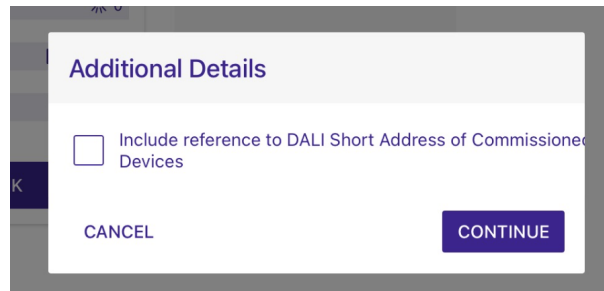 Additional Details
Include reference to DALI Short Address of Commissioned
Devices
K
CANCEL
CONTINUE